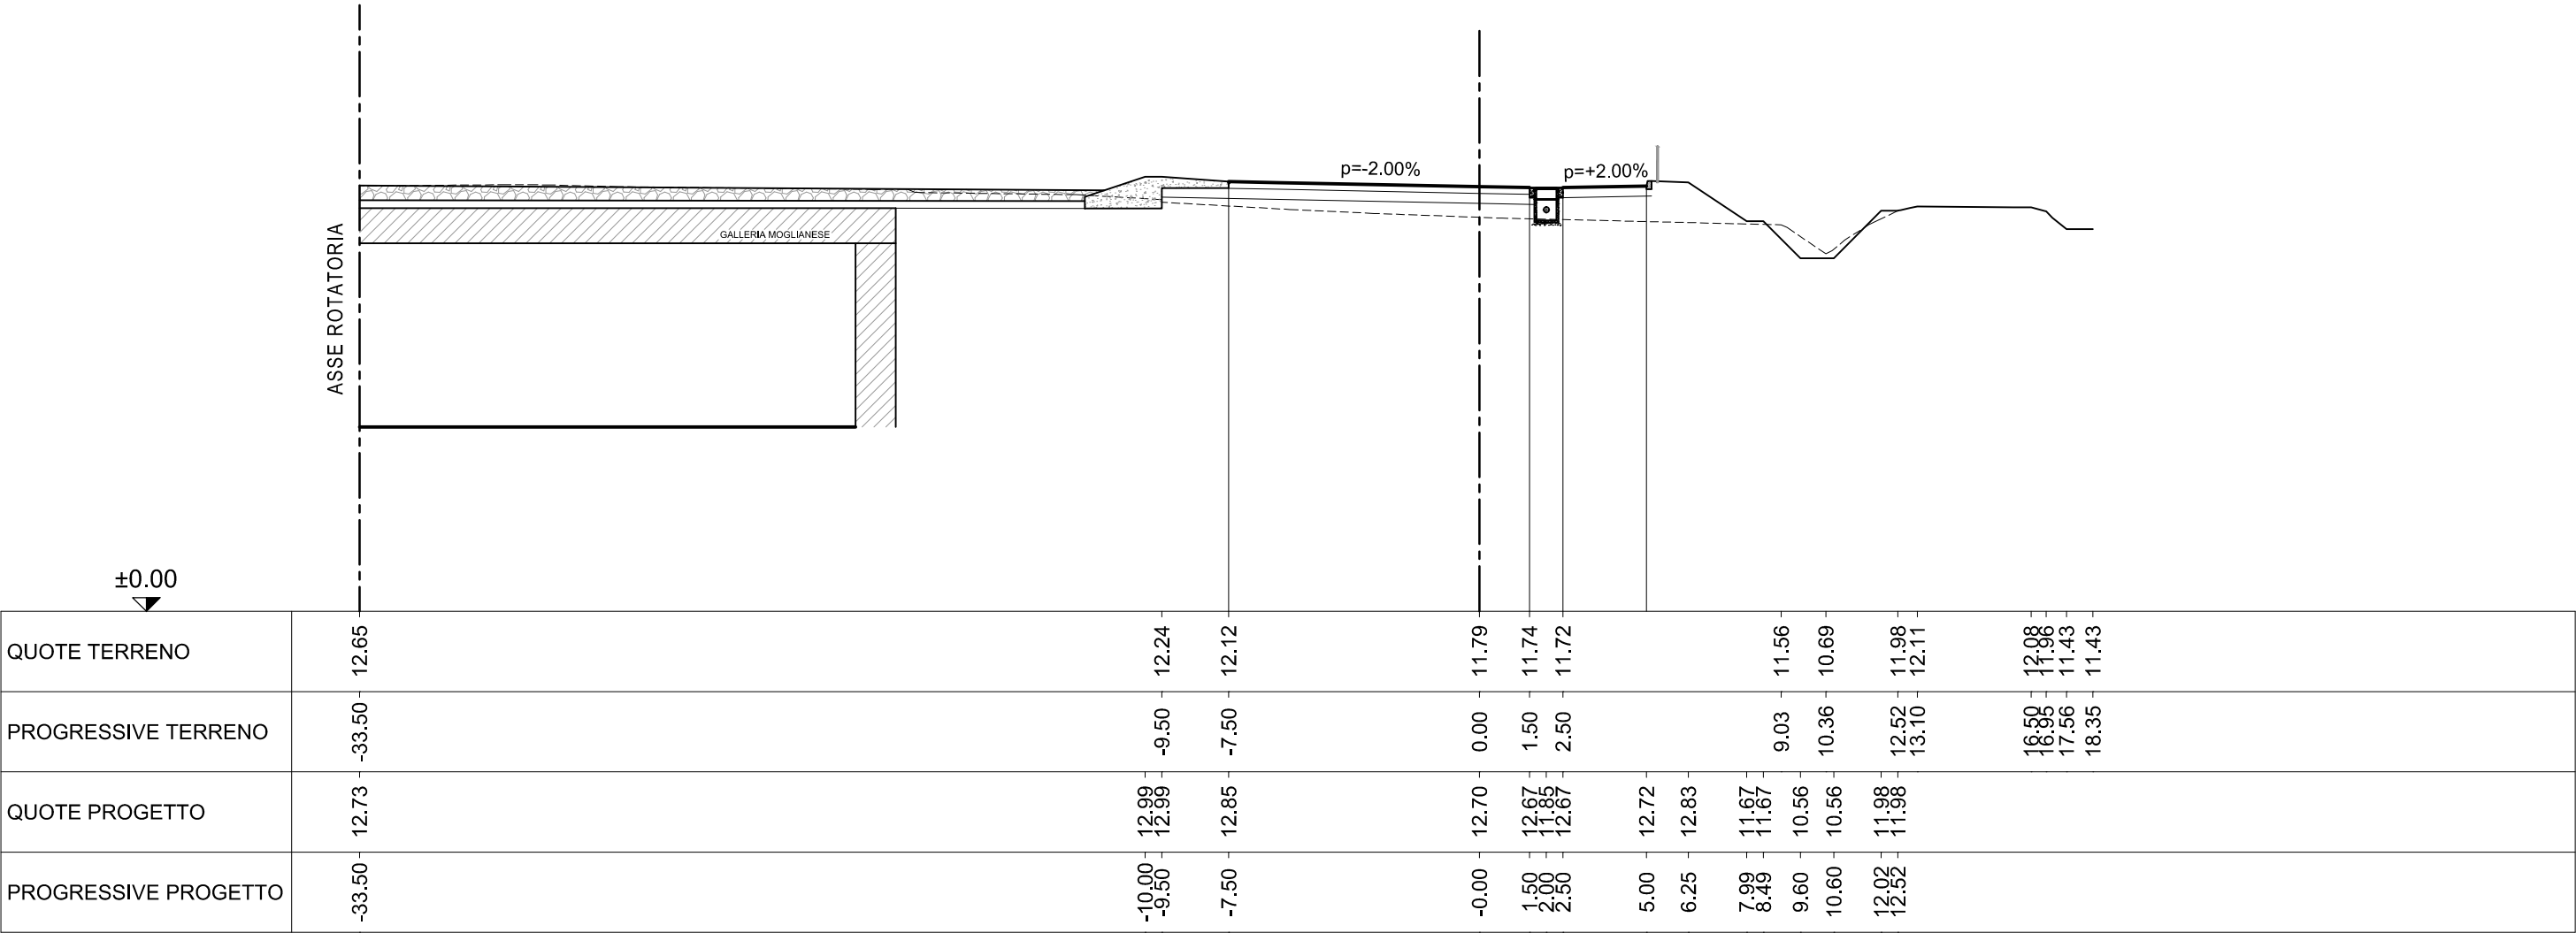 p=-2.00%
p=+2.00%
ASSE ROTATORIA
GALLERIA MOGLIANESE
±0.00
QUOTE TERRENO 12.65 12.24 12.12 11.79 11.74 11.72 11.56 10.69 11.98 12.11 12.08 11.96 11.43 11.43
PROGRESSIVE TERRENO -33.50 -9.50 -7.50 0.00 1.50 2.50 9.03 10.36 12.52 13.10 16.50 16.95 17.56 18.35
QUOTE PROGETTO 12.73 12.99 12.99 12.85 12.70 12.67 11.85 12.67 12.72 12.83 11.67 11.67 10.56 10.56 11.98 11.98
PROGRESSIVE PROGETTO -33.50 -10.00 -9.50 -7.50 -0.00 1.50 2.00 2.50 5.00 6.25 7.99 8.49 9.60 10.60 12.02 12.52